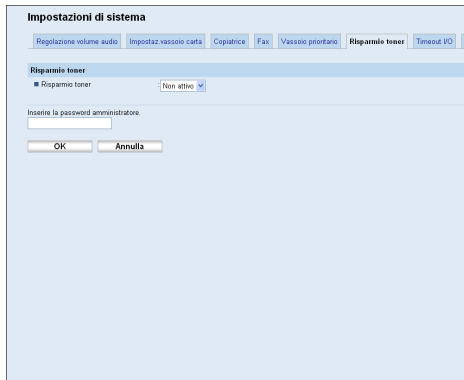 Impostazioni di sistema
Regolazione volume audio Impostaz.vassoio carta Copiatrice Fax Vassoio prioritario Risparmio toner Timeout I/O
Risparmio toner
Risparmio toner : Non attivo
Inserire la password amministratore.
OK Annulla